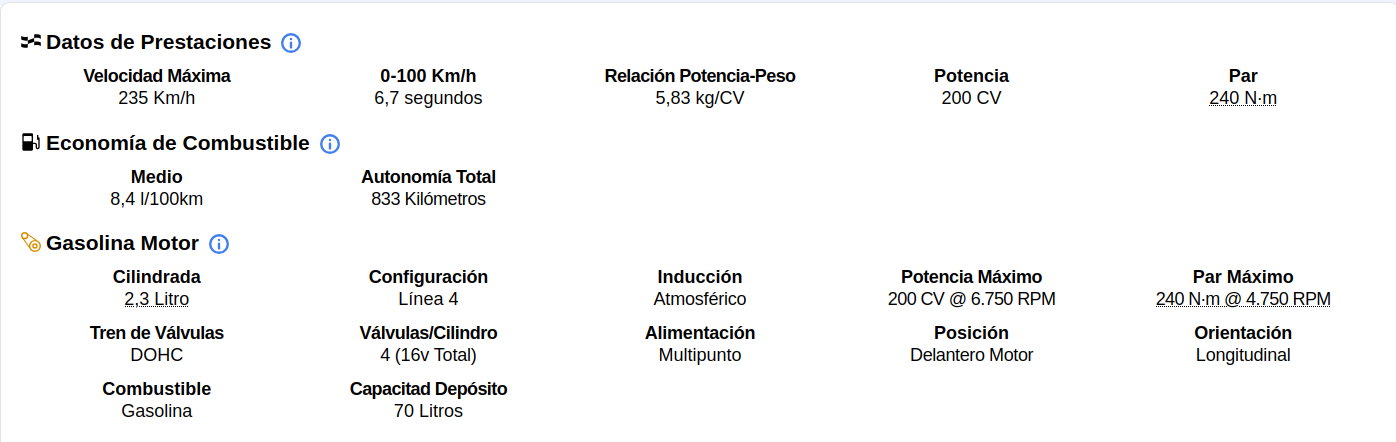 Datos de Prestaciones
Velocidad Máxima 0-100 Km/h Relación Potencia-Peso Potencia Par
235 Km/h 6,7 segundos 5,83 kg/CV 200 CV 240 N·m
Economía de Combustible
Medio Autonomía Total
8,4 l/100km 833 Kilómetros
Gasolina Motor
Cilindrada Configuración Inducción Potencia Máximo Par Máximo
2,3 Litro Línea 4 Atmosférico 200 CV @ 6.750 RPM 240 N·m @ 4.750 RPM
Tren de Válvulas Válvulas/Cilindro Alimentación Posición Orientación
DOHC 4 (16v Total) Multipunto Delantero Motor Longitudinal
Combustible Capacitad Depósito
Gasolina 70 Litros